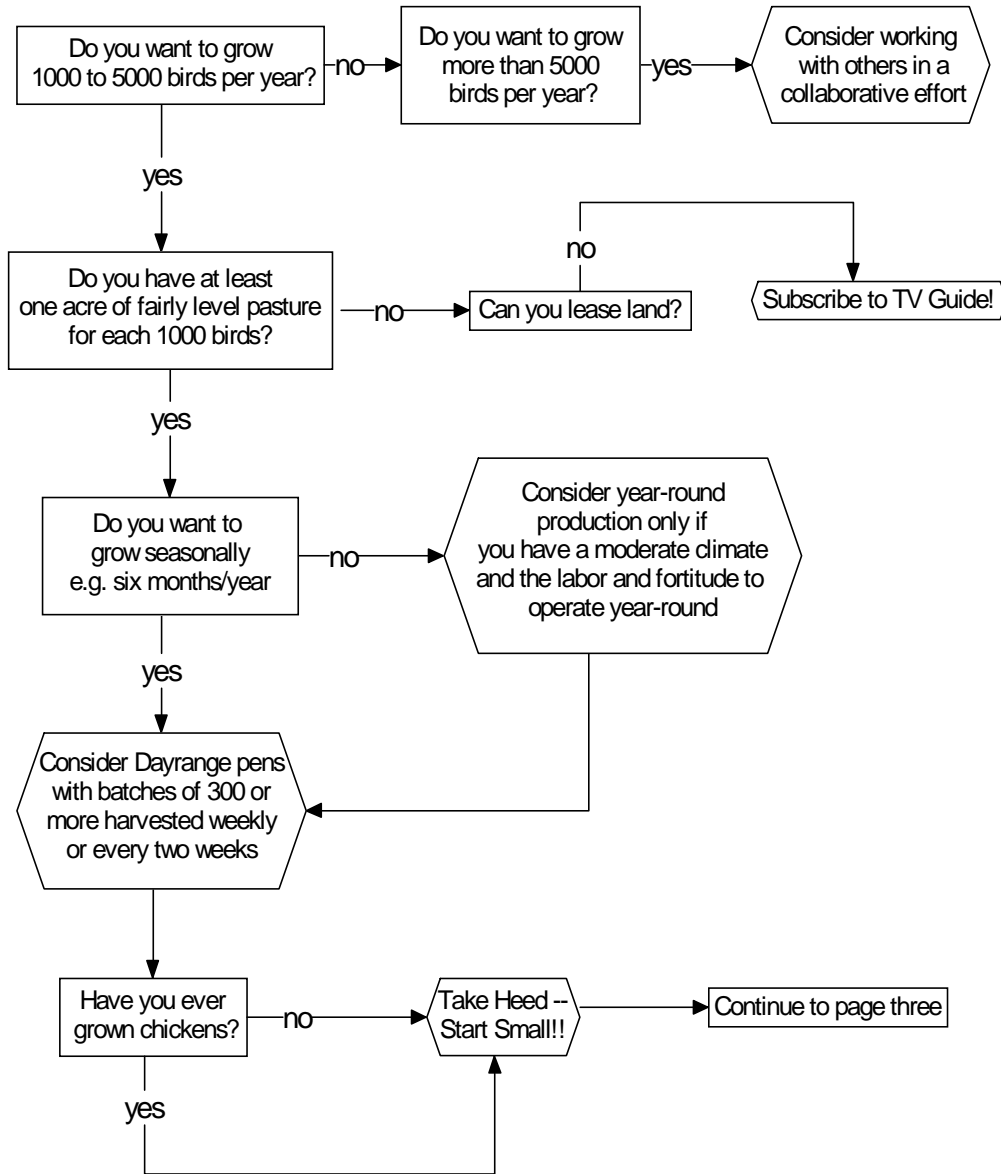 Do you want to grow
1000 to 5000 birds per year?
no
Do you want to grow
more than 5000
birds per year?
yes
Consider working
with others in a
collaborative effort
yes
Do you have at least
one acre of fairly level pasture
for each 1000 birds?
no
Can you lease land?
no
Subscribe to TV Guide!
yes
Do you want to
grow seasonally
e.g. six months/year
no
Consider year-round
production only if
you have a moderate climate
and the labor and fortitude to
operate year-round
yes
Consider Dayrange pens
with batches of 300 or
more harvested weekly
or every two weeks
Have you ever
grown chickens?
no
Take Heed --
Start Small!!
Continue to page three
yes